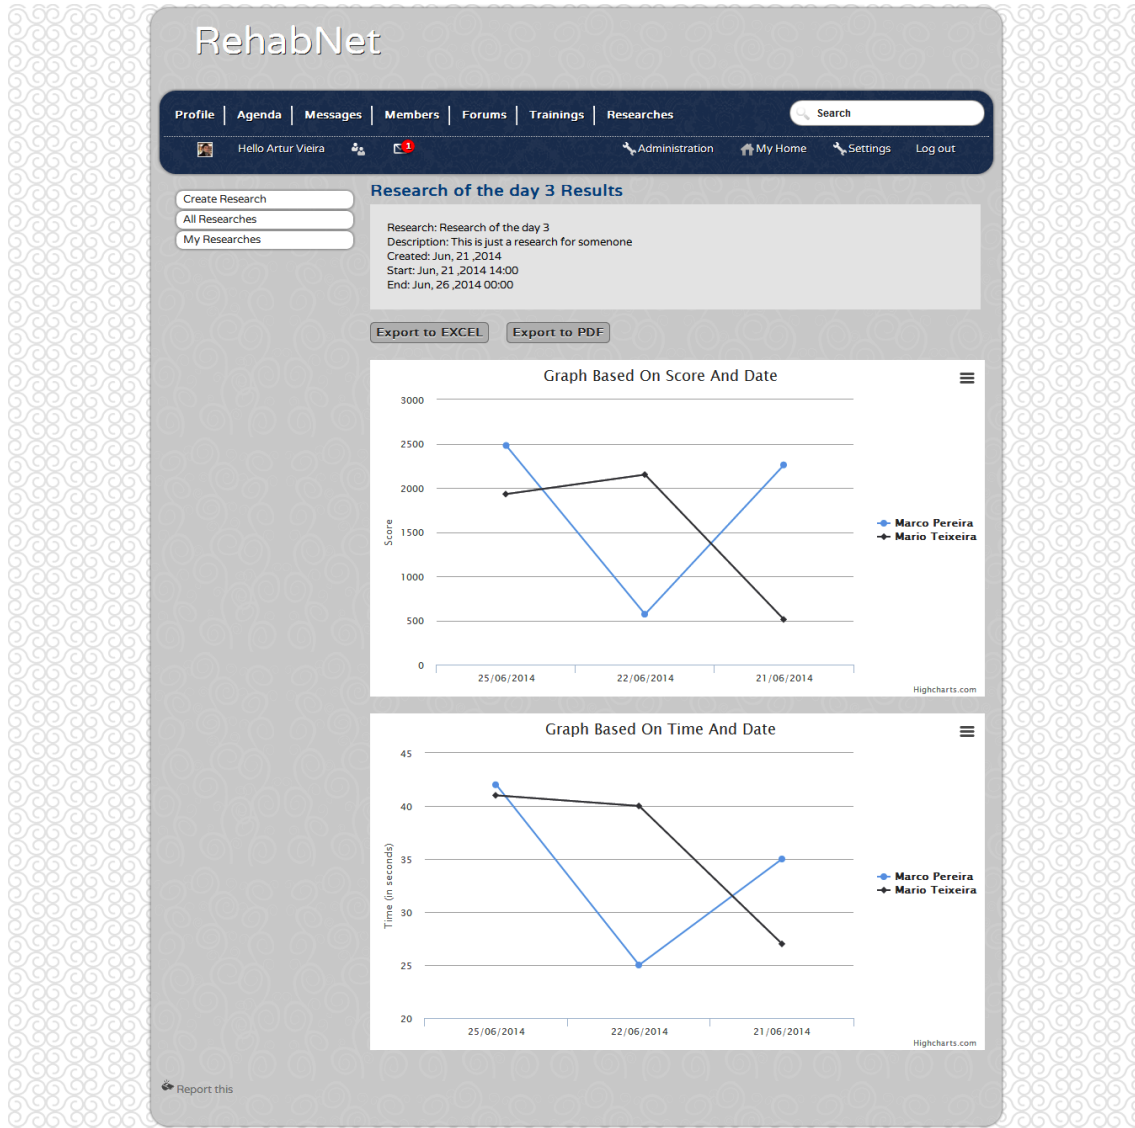 RehabNet
Profile Agenda Messages Members Forums Trainings Researches Search
Hello Artur Vieira 1 Administration My Home Settings Log out
Create Research
All Researches
My Researches
Research of the day 3 Results
Research: Research of the day 3
Description: This is just a research for somenone
Created: Jun, 21 ,2014
Start: Jun, 21 ,2014 14:00
End: Jun, 26 ,2014 00:00
Export to EXCEL Export to PDF
Graph Based On Score And Date
3000
2500
2000
1500
1000
500
0
Score
25/06/2014 22/06/2014 21/06/2014
Marco Pereira
Mario Teixeira
Highcharts.com
Graph Based On Time And Date
45
40
35
30
25
20
Time (in seconds)
25/06/2014 22/06/2014 21/06/2014
Marco Pereira
Mario Teixeira
Highcharts.com
Report this